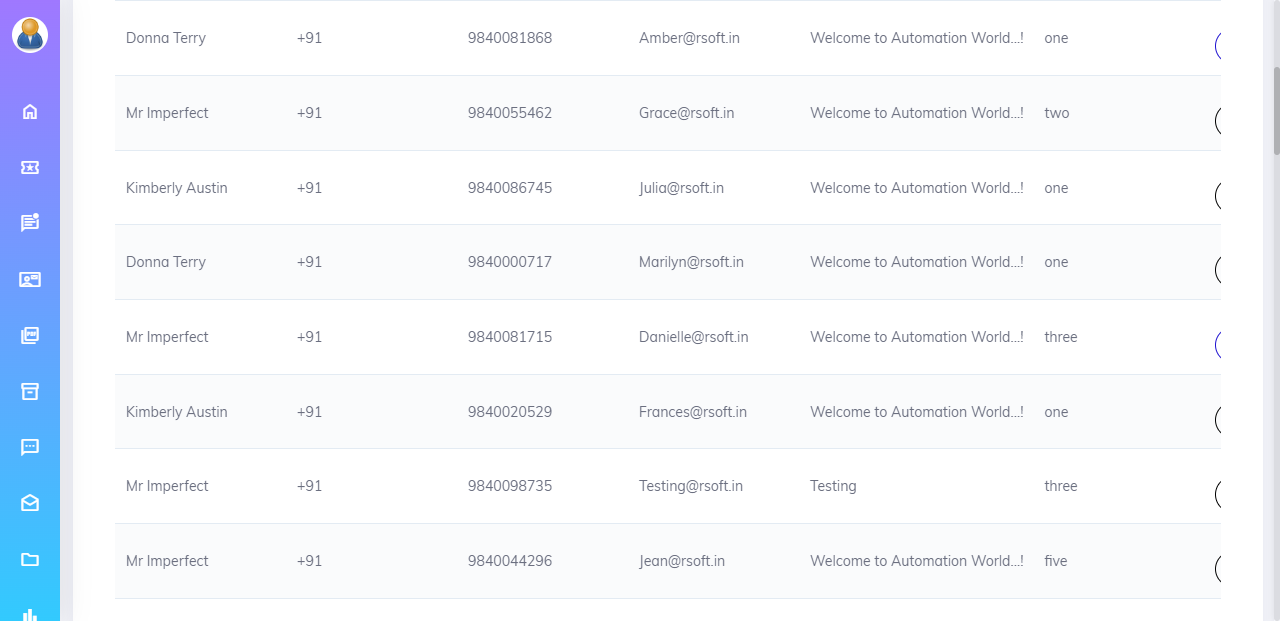 Donna Terry +91 9840081868 Amber@rsoft.in Welcome to Automation World...! one
Mr Imperfect +91 9840055462 Grace@rsoft.in Welcome to Automation World...! two
Kimberly Austin +91 9840086745 Julia@rsoft.in Welcome to Automation World...! one
Donna Terry +91 9840000717 Marilyn@rsoft.in Welcome to Automation World...! one
Mr Imperfect +91 9840081715 Danielle@rsoft.in Welcome to Automation World...! three
Kimberly Austin +91 9840020529 Frances@rsoft.in Welcome to Automation World...! one
Mr Imperfect +91 9840098735 Testing@rsoft.in Testing three
Mr Imperfect +91 9840044296 Jean@rsoft.in Welcome to Automation World...! five